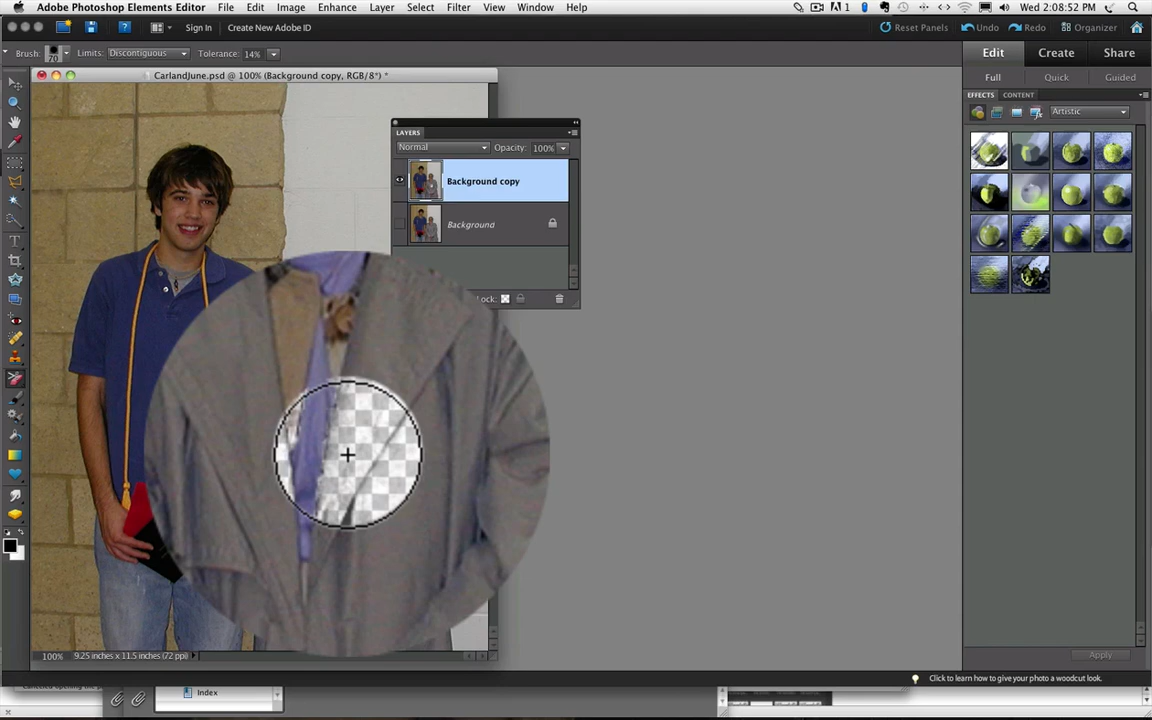 Adobe Photoshop Elements Editor File Edit Image Enhance Layer Select Filter View Window Help 1 Wed 2:08:52 PM
Sign In Create New Adobe ID Reset Panels Undo Redo Organizer
Brush: 70 Limits: Discontiguous Tolerance: 14%
Edit Create Share
Full Quick Guided
CarlandJune.psd @ 100% (Background copy, RGB/8*) *
EFFECTS CONTENT
Artistic
LAYERS
Normal Opacity: 100%
Background copy
Background
Lock:
100% 9.25 inches x 11.5 inches (72 ppi)
Apply
Click to learn how to give your photo a woodcut look.
Index